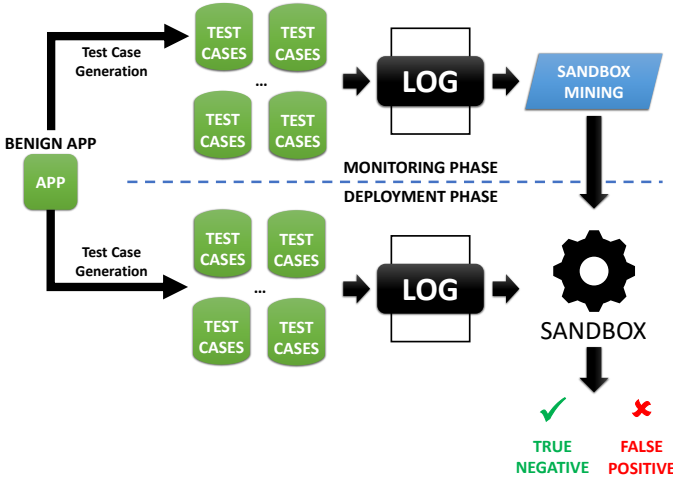 Test Case
Generation
TEST
CASES
TEST
CASES
...
TEST
CASES
TEST
CASES
LOG
SANDBOX
MINING
BENIGN APP
APP
MONITORING PHASE
DEPLOYMENT PHASE
Test Case
Generation
TEST
CASES
TEST
CASES
...
TEST
CASES
TEST
CASES
LOG
SANDBOX
TRUE
NEGATIVE
FALSE
POSITIVE